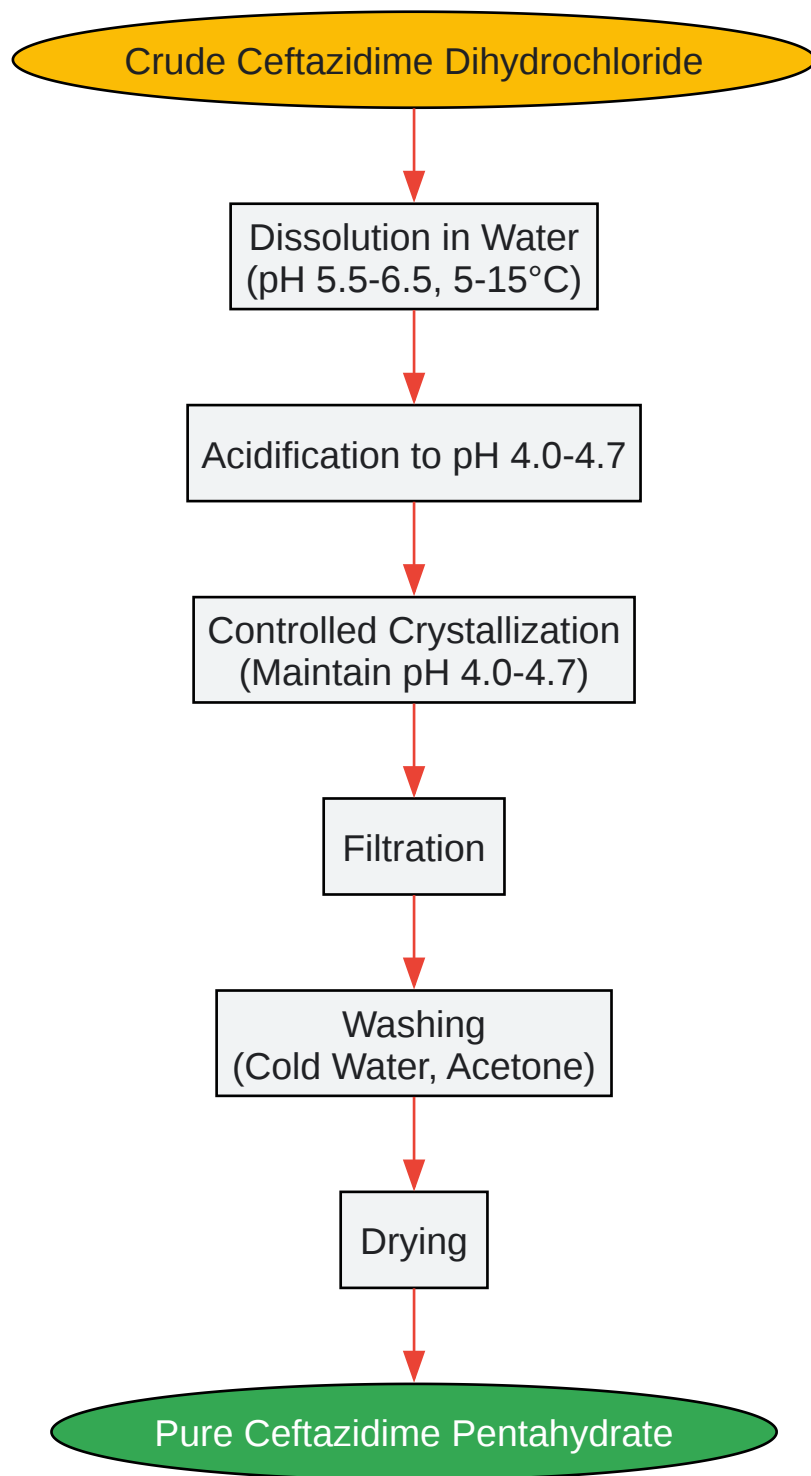 Crude Ceftazidime Dihydrochloride
Dissolution in Water
(pH 5.5-6.5, 5-15°C)
Acidification to pH 4.0-4.7
Controlled Crystallization
(Maintain pH 4.0-4.7)
Filtration
Washing
(Cold Water, Acetone)
Drying
Pure Ceftazidime Pentahydrate